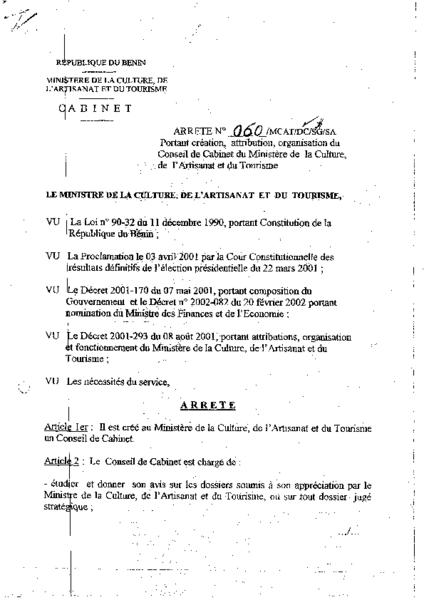 REPUBLIQUE DU BENIN
MINISTERE DE LA CULTURE, DE
L'ARTISANAT ET DU TOURISME
C A B I N E T
ARRETE N° 060 /MCAT/DC/SG/SA
Portant création, attribution, organisation du
Conseil de Cabinet du Ministère de la Culture,
de l'Artisanat et du Tourisme
LE MINISTRE DE LA CULTURE, DE L'ARTISANAT ET DU TOURISME,
VU La Loi n° 90-32 du 11 décembre 1990, portant Constitution de la
République du Bénin ;
VU La Proclamation le 03 avril 2001 par la Cour Constitutionnelle des
résultats définitifs de l'élection présidentielle du 22 mars 2001 ;
VU Le Décret 2001-170 du 07 mai 2001, portant composition du
Gouvernement et le Décret n° 2002-082 du 20 février 2002 portant
nomination du Ministre des Finances et de l'Economie ;
VU Le Décret 2001-293 du 08 août 2001, portant attributions, organisation
et fonctionnement du Ministère de la Culture, de l'Artisanat et du
Tourisme ;
VU Les nécessités du service,
A R R E T E
Article 1er : Il est créé au Ministère de la Culture, de l'Artisanat et du Tourisme
un Conseil de Cabinet.
Article 2 : Le Conseil de Cabinet est chargé de :
- étudier et donner son avis sur les dossiers soumis à son appréciation par le
Ministre de la Culture, de l'Artisanat et du Tourisme, ou sur tout dossier jugé
stratégique ;
.../...